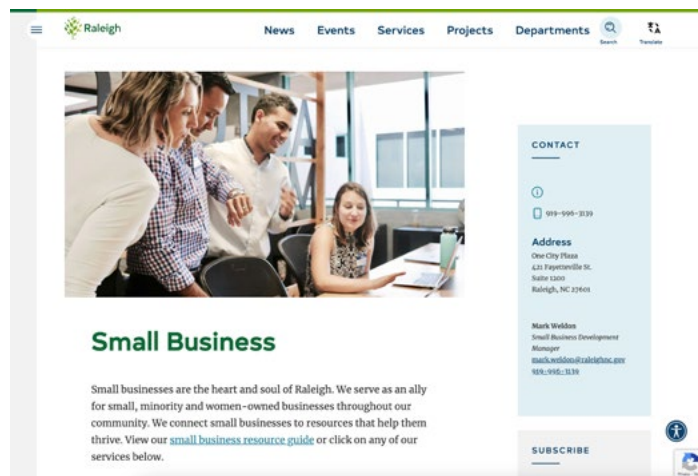 Raleigh
News Events Services Projects Departments
Search
Translate
CONTACT
919-996-3139
Address
One City Plaza
421 Fayetteville St.
Suite 1200
Raleigh, NC 27601
Mark Weldon
Small Business Development
Manager
mark.weldon@raleighnc.gov
919-996-3139
Small Business
Small businesses are the heart and soul of Raleigh. We serve as an ally
for small, minority and women-owned businesses throughout our
community. We connect small businesses to resources that help them
thrive. View our small business resource guide or click on any of our
services below.
SUBSCRIBE